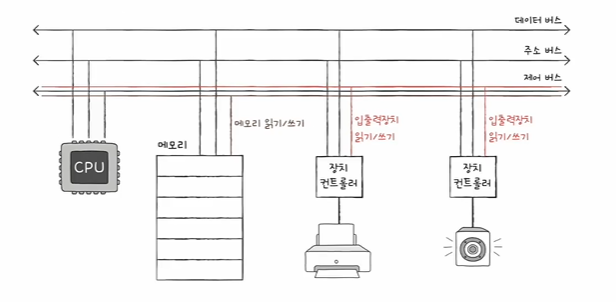 데이터 버스
주소 버스
제어 버스
메모리 읽기/쓰기
입출력장치
읽기/쓰기
입출력장치
읽기/쓰기
CPU
메모리
장치
컨트롤러
장치
컨트롤러